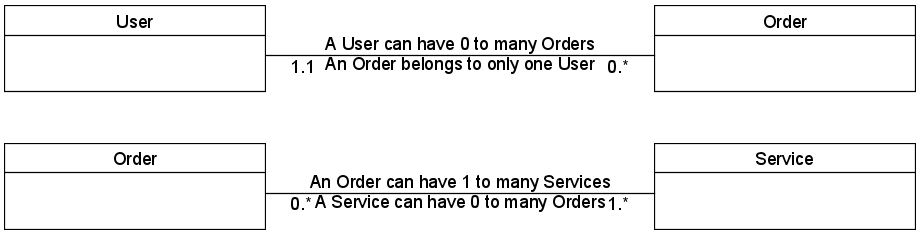 User
Order
A User can have 0 to many Orders
1.1 An Order belongs to only one User 0.*
Order
Service
An Order can have 1 to many Services
0.* A Service can have 0 to many Orders 1.*